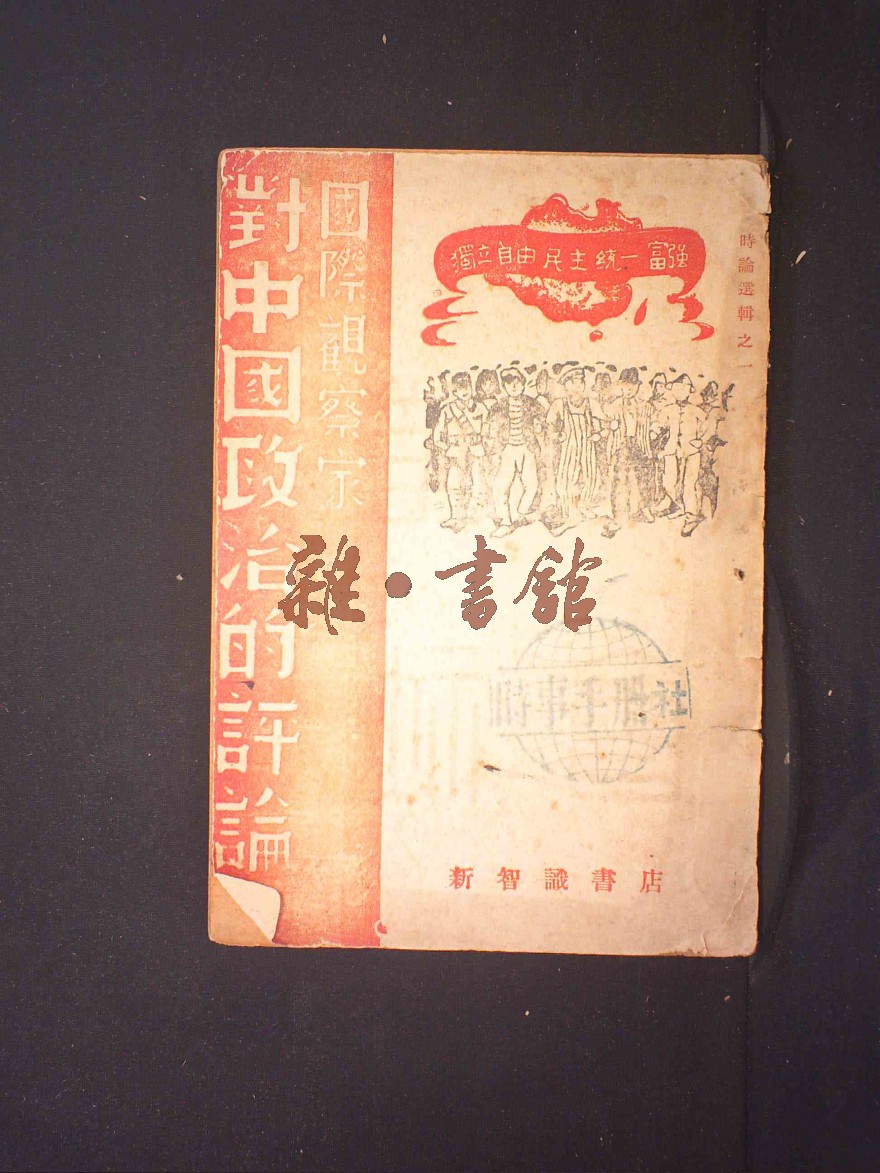 時論選輯之一
獨立自由民主統一富強
國際觀察家
對中國政治的評論
雜·書館
時事手册社
新智識書店